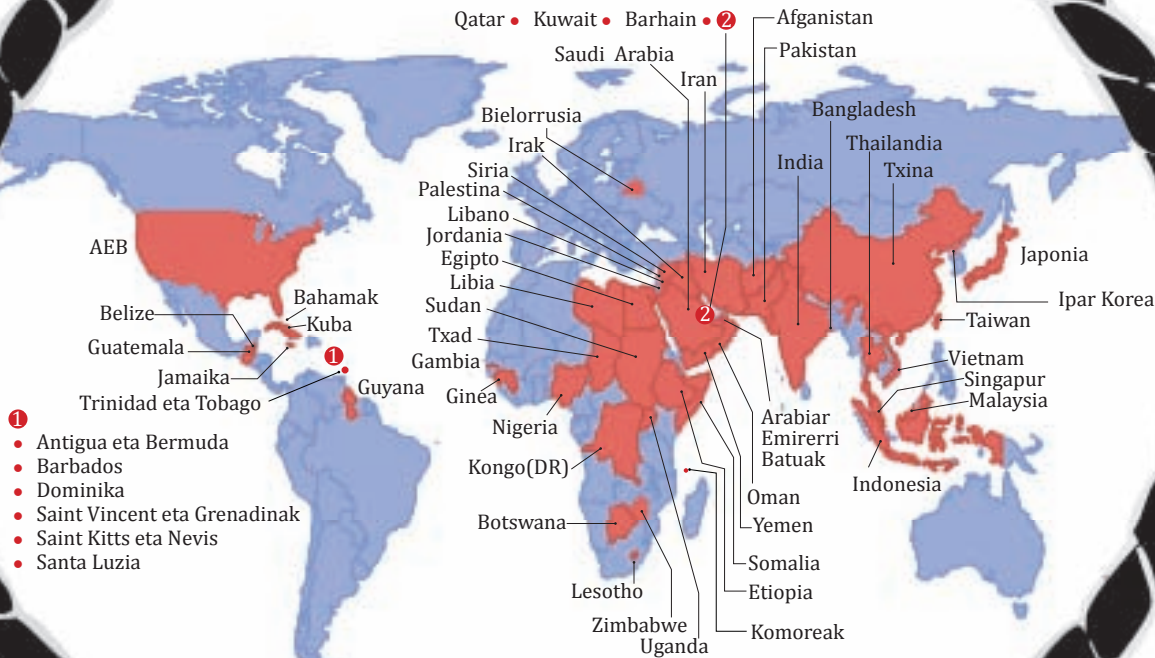 Qatar • Kuwait • Barhain • 2
Afganistan
Saudi Arabia
Pakistan
Iran
Bielorrusia
Bangladesh
Irak
Thailandia
India
Txina
Siria
Palestina
Libano
Jordania
Egipto
Libia
Sudan
Txad
Gambia
Ginea
Nigeria
Kongo(DR)
Botswana
Lesotho
Zimbabwe
Uganda
Komoreak
Etiopia
Somalia
Yemen
Oman
Arabiar
Emirerri
Batuak
2
Japonia
Ipar Korea
Taiwan
Vietnam
Singapur
Malaysia
Indonesia
AEB
Bahamak
Kuba
Belize
Guatemala
Jamaika
1
Trinidad eta Tobago
Guyana
1
• Antigua eta Bermuda
• Barbados
• Dominika
• Saint Vincent eta Grenadinak
• Saint Kitts eta Nevis
• Santa Luzia